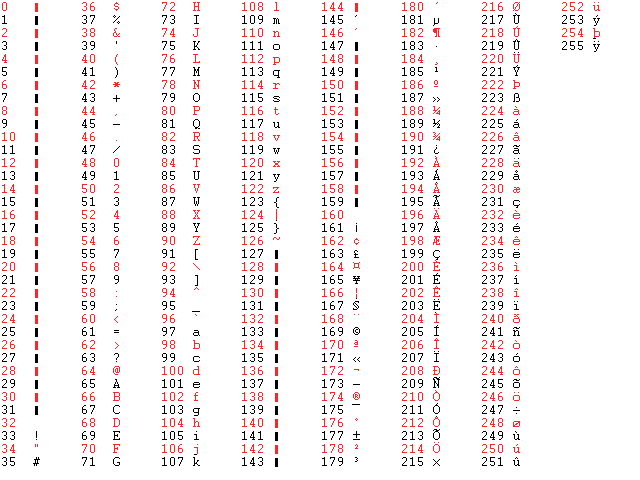 0 36 $ 72 H 108 l 144 180 ´ 216 Ø 252 ü
1 37 % 73 I 109 m 145 ‘ 181 µ 217 Ù 253 ý
2 38 & 74 J 110 n 146 ’ 182 ¶ 218 Ú 254 þ
3 39 ' 75 K 111 o 147 183 · 219 Û 255 ÿ
4 40 ( 76 L 112 p 148 184 ¸ 220 Ü
5 41 ) 77 M 113 q 149 185 ¹ 221 Ý
6 42 * 78 N 114 r 150 186 º 222 Þ
7 43 + 79 O 115 s 151 187 » 223 ß
8 44 , 80 P 116 t 152 188 ¼ 224 à
9 45 - 81 Q 117 u 153 189 ½ 225 á
10 46 . 82 R 118 v 154 190 ¾ 226 â
11 47 / 83 S 119 w 155 191 ¿ 227 ã
12 48 0 84 T 120 x 156 192 À 228 ä
13 49 1 85 U 121 y 157 193 Á 229 å
14 50 2 86 V 122 z 158 194 Â 230 æ
15 51 3 87 W 123 { 159 195 Ã 231 ç
16 52 4 88 X 124 | 160 196 Ä 232 è
17 53 5 89 Y 125 } 161 ¡ 197 Å 233 é
18 54 6 90 Z 126 ~ 162 ¢ 198 Æ 234 ê
19 55 7 91 [ 127 163 £ 199 Ç 235 ë
20 56 8 92 \ 128 164 ¤ 200 È 236 ì
21 57 9 93 ] 129 165 ¥ 201 É 237 í
22 58 : 94 ^ 130 166 ¦ 202 Ê 238 î
23 59 ; 95 _ 131 167 § 203 Ë 239 ï
24 60 < 96 ` 132 168 ¨ 204 Ì 240 ð
25 61 = 97 a 133 169 © 205 Í 241 ñ
26 62 > 98 b 134 170 ª 206 Î 242 ò
27 63 ? 99 c 135 171 « 207 Ï 243 ó
28 64 @ 100 d 136 172 ¬ 208 Ð 244 ô
29 65 A 101 e 137 173 - 209 Ñ 245 õ
30 66 B 102 f 138 174 ® 210 Ò 246 ö
31 67 C 103 g 139 175 ¯ 211 Ó 247 ÷
32 68 D 104 h 140 176 ° 212 Ô 248 ø
33 ! 69 E 105 i 141 177 ± 213 Õ 249 ù
34 " 70 F 106 j 142 178 ² 214 Ö 250 ú
35 # 71 G 107 k 143 179 ³ 215 × 251 û